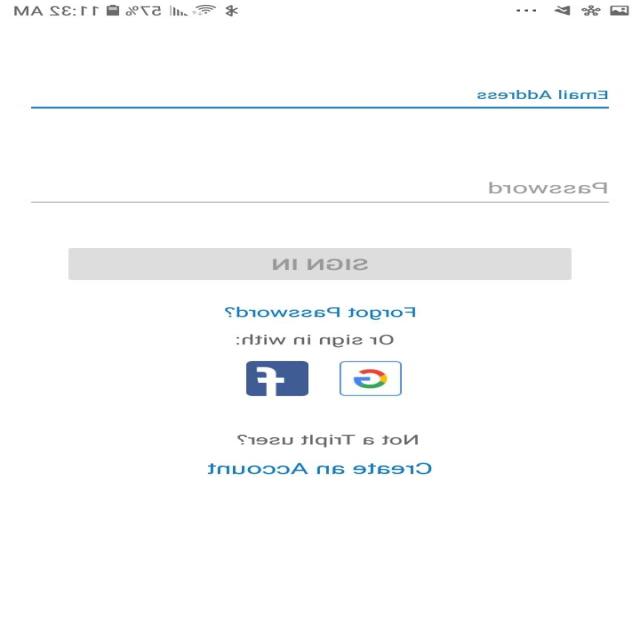 57% 11:32 AM
Email Address
Password
SIGN IN
Forgot Password?
Or sign in with:
Not a TripIt user?
Create an Account